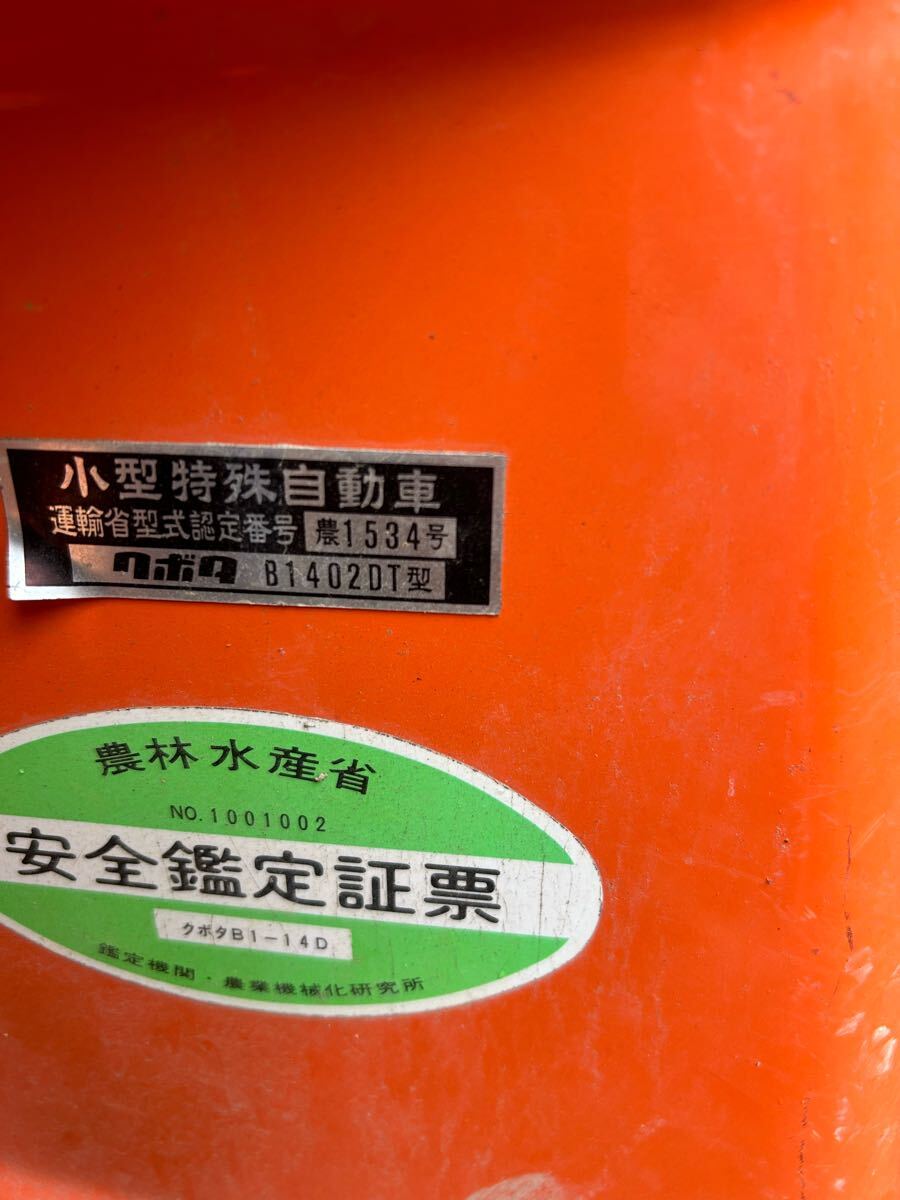 小型特殊自動車
運輸省型式認定番号 農1534号
クボタ B1402DT型
農林水産省
NO.1001002
安全鑑定証票
クボタB1-14D
鑑定機関・農業機械化研究所